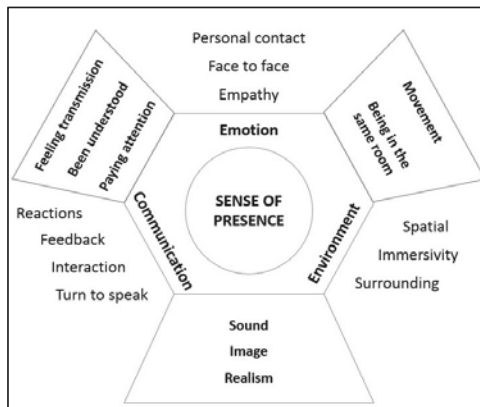 Personal contact
Face to face
Empathy
Feeling transmission
Been understood
Paying attention
Movement
Being in the
same room
Emotion
SENSE OF
PRESENCE
Communication
Environment
Reactions
Feedback
Interaction
Turn to speak
Spatial
Immersivity
Surrounding
Sound
Image
Realism